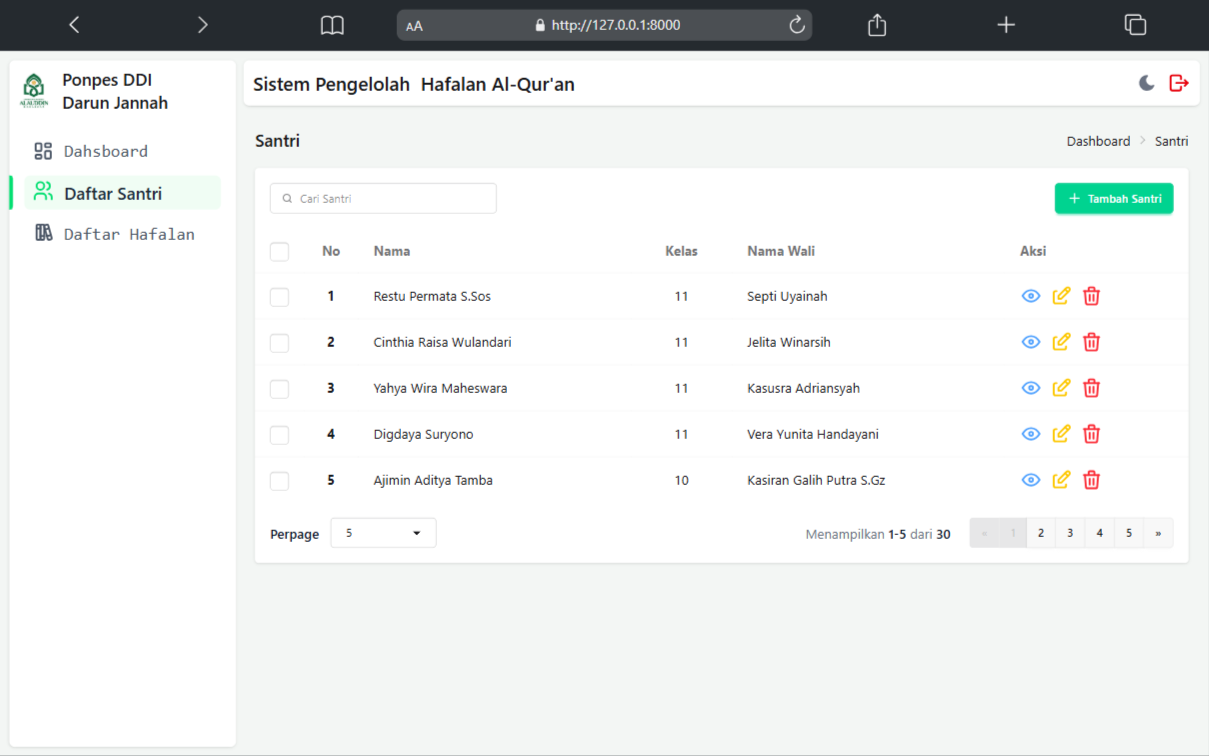 AA http://127.0.0.1:8000
Ponpes DDI
Darun Jannah
Sistem Pengelolah Hafalan Al-Qur'an
Dahsboard
Daftar Santri
Daftar Hafalan
Santri
Dashboard > Santri
Cari Santri
+ Tambah Santri
No Nama Kelas Nama Wali Aksi
1 Restu Permata S.Sos 11 Septi Uyainah
2 Cinthia Raisa Wulandari 11 Jelita Winarsih
3 Yahya Wira Maheswara 11 Kasusra Adriansyah
4 Digdaya Suryono 11 Vera Yunita Handayani
5 Ajimin Aditya Tamba 10 Kasiran Galih Putra S.Gz
Perpage 5 Menampilkan 1-5 dari 30 « 1 2 3 4 5 »